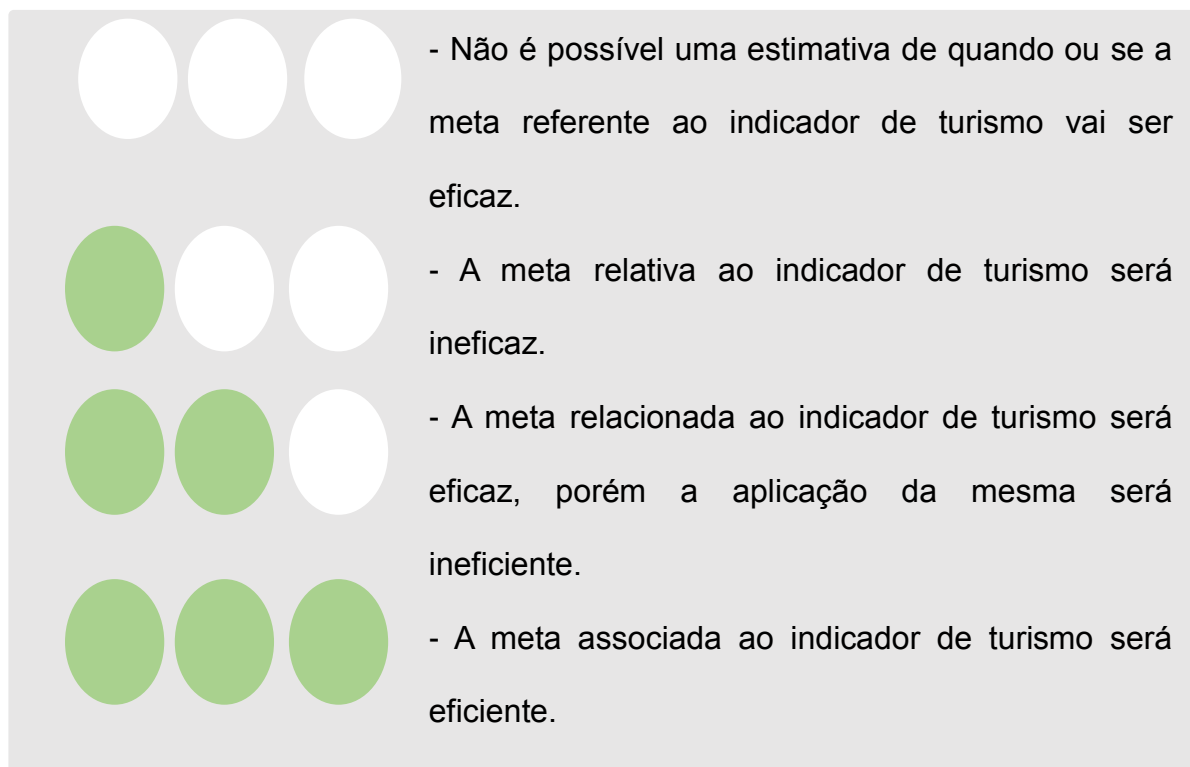 - Não é possível uma estimativa de quando ou se a
meta referente ao indicador de turismo vai ser
eficaz.
- A meta relativa ao indicador de turismo será
ineficaz.
- A meta relacionada ao indicador de turismo será
eficaz, porém a aplicação da mesma será
ineficiente.
- A meta associada ao indicador de turismo será
eficiente.